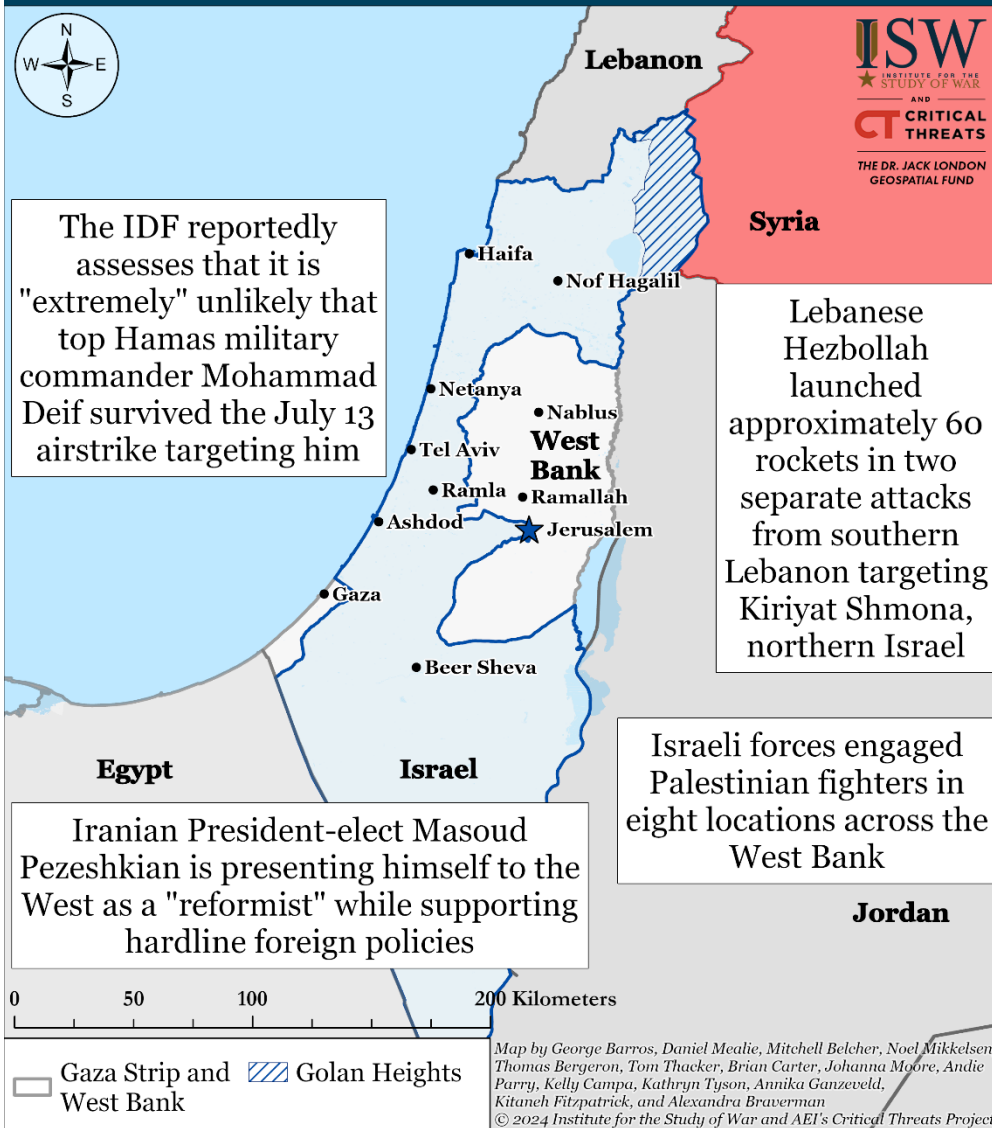 N
W E
S
Lebanon
ISW
INSTITUTE FOR THE
STUDY OF WAR
AND
CT CRITICAL
THREATS
THE DR. JACK LONDON
GEOSPATIAL FUND
Syria
The IDF reportedly
assesses that it is
"extremely" unlikely that
top Hamas military
commander Mohammad
Deif survived the July 13
airstrike targeting him
Haifa
Nof Hagalil
Lebanese
Hezbollah
launched
approximately 60
rockets in two
separate attacks
from southern
Lebanon targeting
Kiriyat Shmona,
northern Israel
Netanya
Nablus
West
Bank
Tel Aviv
Ramla
Ramallah
Ashdod
Jerusalem
Gaza
Beer Sheva
Egypt
Israel
Israeli forces engaged
Palestinian fighters in
eight locations across the
West Bank
Iranian President-elect Masoud
Pezeshkian is presenting himself to the
West as a "reformist" while supporting
hardline foreign policies
Jordan
0 50 100 200 Kilometers
Gaza Strip and
West Bank
Golan Heights
Map by George Barros, Daniel Mealie, Mitchell Belcher, Noel Mikkelsen,
Thomas Bergeron, Tom Thacker, Brian Carter, Johanna Moore, Andie
Parry, Kelly Campa, Kathryn Tyson, Annika Ganzeveld,
Kitaneh Fitzpatrick, and Alexandra Braverman
© 2024 Institute for the Study of War and AEI's Critical Threats Project